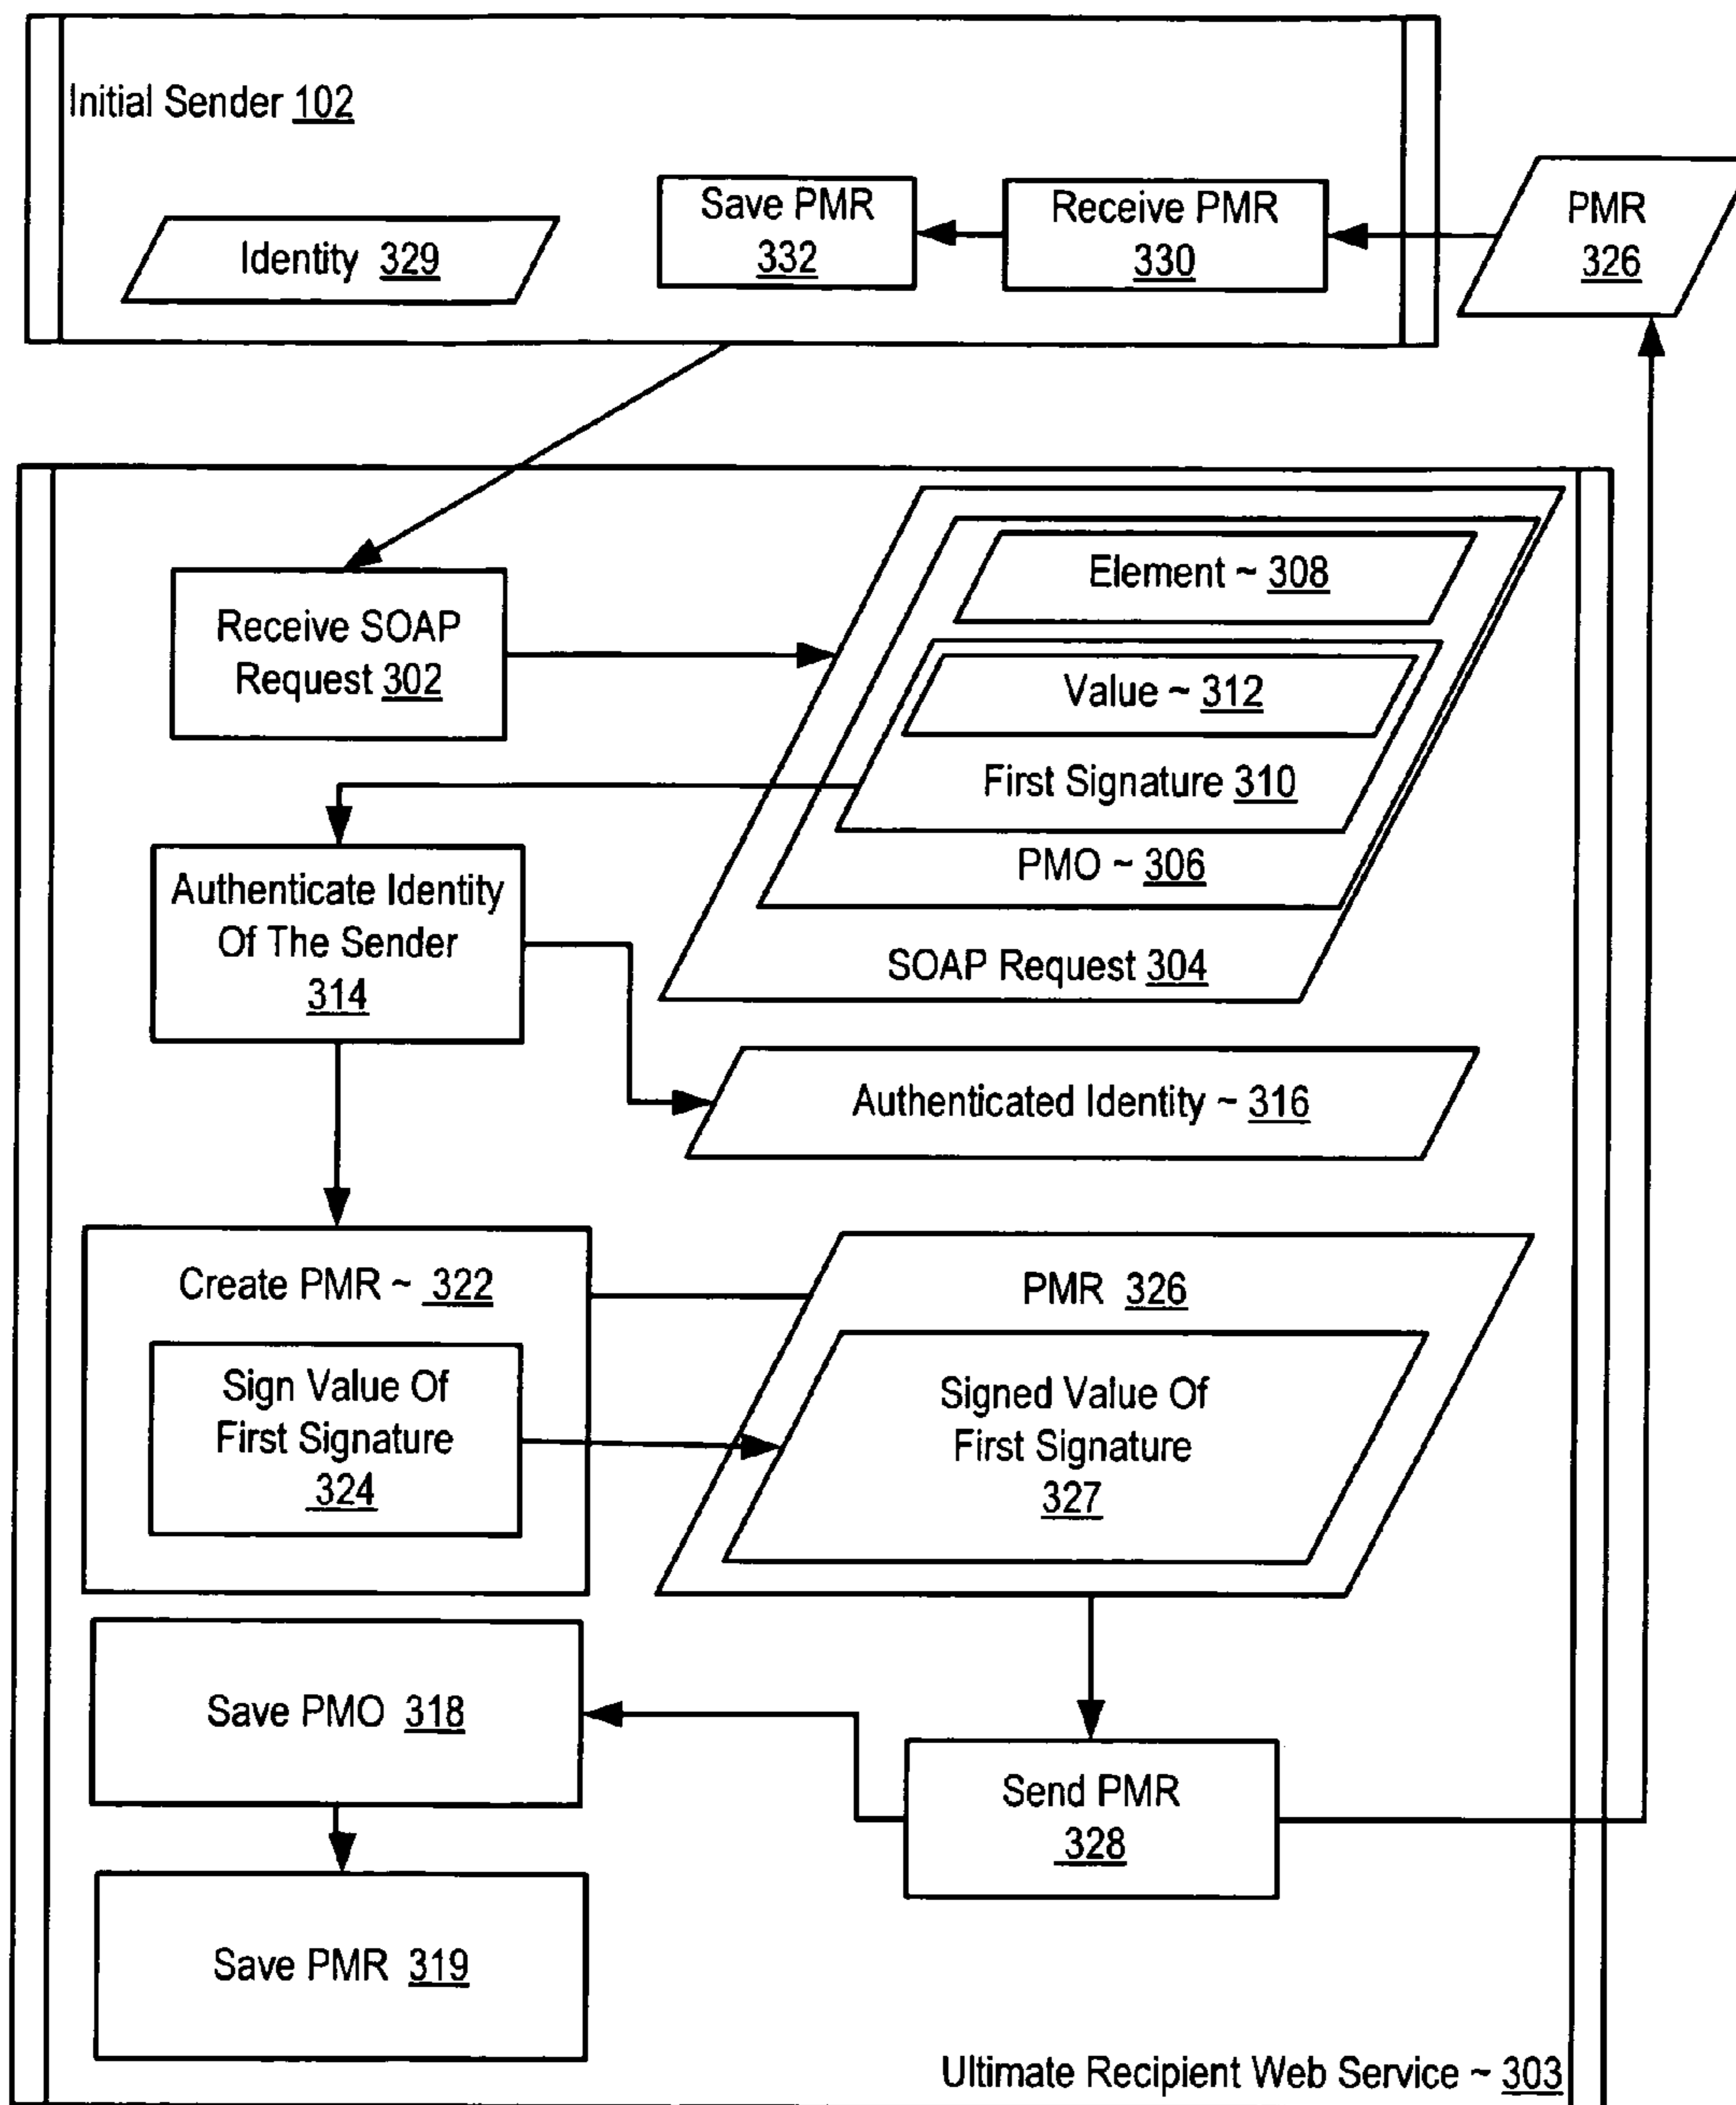 Initial Sender 102
Save PMR
332
Receive PMR
330
PMR
326
Identity 329
Receive SOAP
Request 302
Element ~ 308
Value ~ 312
First Signature 310
PMO ~ 306
SOAP Request 304
Authenticate Identity
Of The Sender
314
Authenticated Identity ~ 316
Create PMR ~ 322
Sign Value Of
First Signature
324
PMR 326
Signed Value Of
First Signature
327
Save PMO 318
Send PMR
328
Save PMR 319
Ultimate Recipient Web Service ~ 303